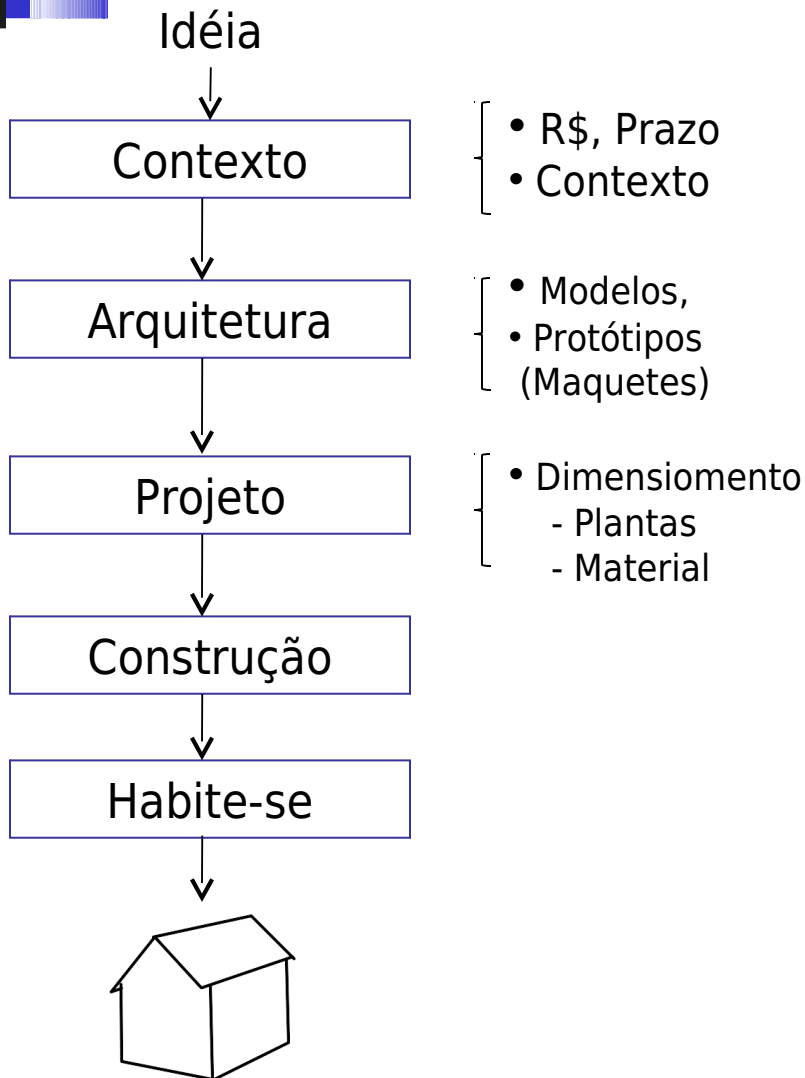 Idéia
Contexto
• R$, Prazo
• Contexto
Arquitetura
• Modelos,
• Protótipos
(Maquetes)
Projeto
• Dimensiomento
- Plantas
- Material
Construção
Habite-se